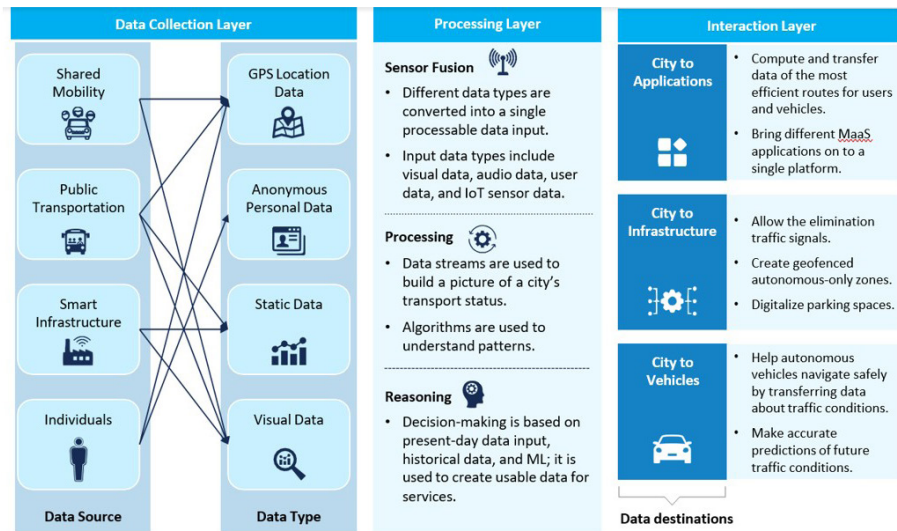 Data Collection Layer
Shared
Mobility
Public
Transportation
Smart
Infrastructure
Individuals
Data Source
GPS Location
Data
Anonymous
Personal Data
Static Data
Visual Data
Data Type
Processing Layer
Sensor Fusion
• Different data types are
converted into a single
processable data input.
• Input data types include
visual data, audio data, user
data, and IoT sensor data.
Processing
• Data streams are used to
build a picture of a city's
transport status.
• Algorithms are used to
understand patterns.
Reasoning
• Decision-making is based on
present-day data input,
historical data, and ML; it is
used to create usable data for
services.
Interaction Layer
City to
Applications
• Compute and transfer
data of the most
efficient routes for users
and vehicles.
• Bring different MaaS
applications on to a
single platform.
City to
Infrastructure
• Allow the elimination
traffic signals.
• Create geofenced
autonomous-only zones.
• Digitalize parking spaces.
City to
Vehicles
• Help autonomous
vehicles navigate safely
by transferring data
about traffic conditions.
• Make accurate
predictions of future
traffic conditions.
Data destinations